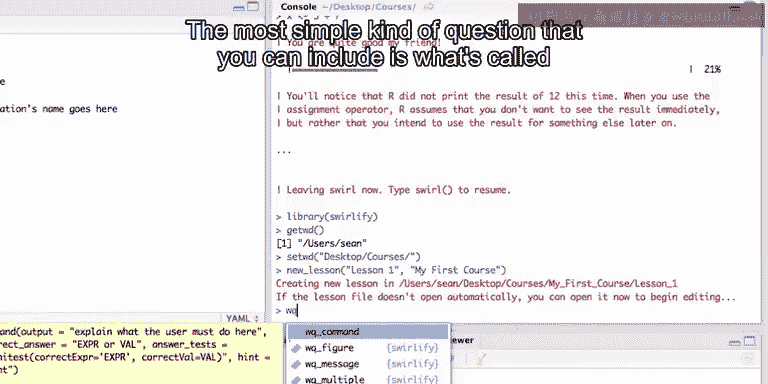 Console ~/Desktop/Courses/
The most simple kind of question that
you can include is what's called
| You are quite good my friend!
| 21%
| You'll notice that R did not print the result of 12 this time. When you use the
| assignment operator, R assumes that you don't want to see the result immediately,
| but rather that you intend to use the result for something else later on.
...
| Leaving swirl now. Type swirl() to resume.
> library(swirlify)
> getwd()
[1] "/Users/sean"
> setwd("Desktop/Courses/")
> new_lesson("Lesson 1", "My First Course")
Creating new lesson in /Users/sean/Desktop/Courses/My_First_Course/Lesson_1
If the lesson file doesn't open automatically, you can open it now to begin editing...
> wq
ation's name goes here
YAML
and(output = "explain what the user must do here",
rect_answer = "EXPR or VAL", answer_tests =
nitest(correctExpr='EXPR', correctVal=VAL)", hint =
nt")
wq_command
wq_figure {swirlify}
wq_message {swirlify}
wq_multiple {swirlify}
ewer